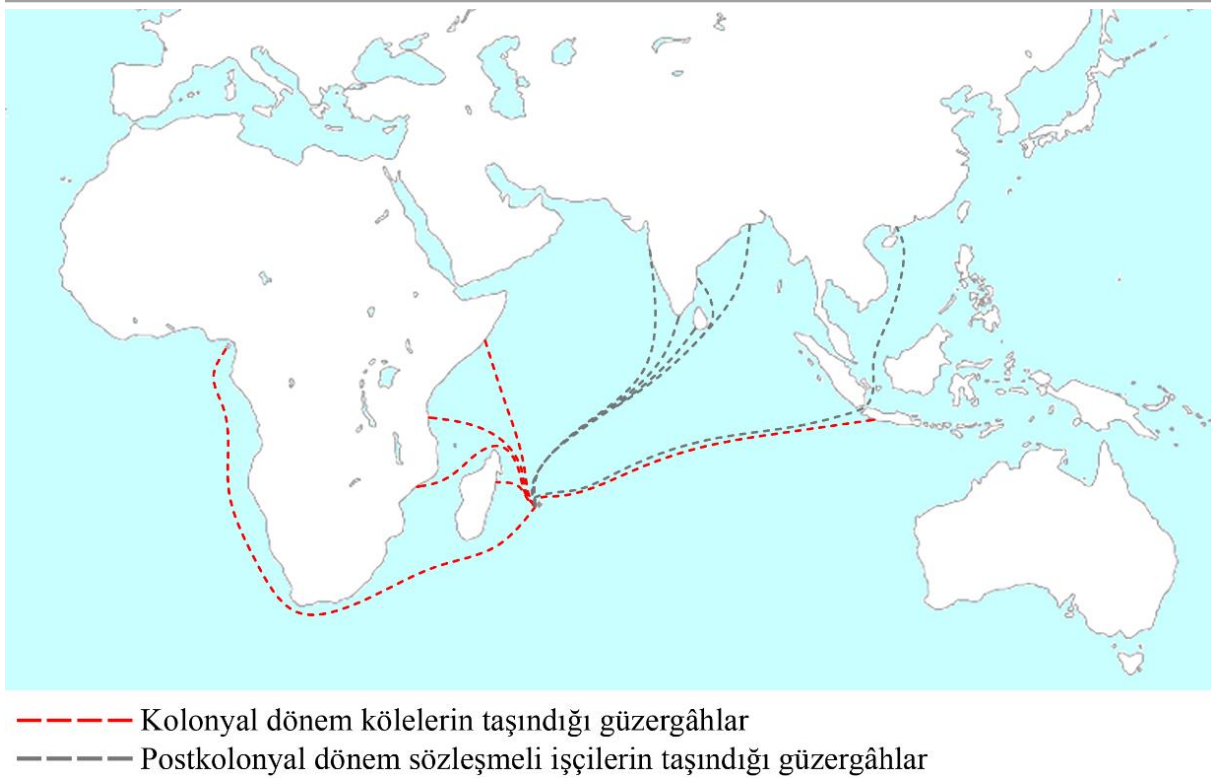 Kolonyal dönem kölelerin taşındığı güzergâhlar
Postkolonyal dönem sözleşmeli işçilerin taşındığı güzergâhlar